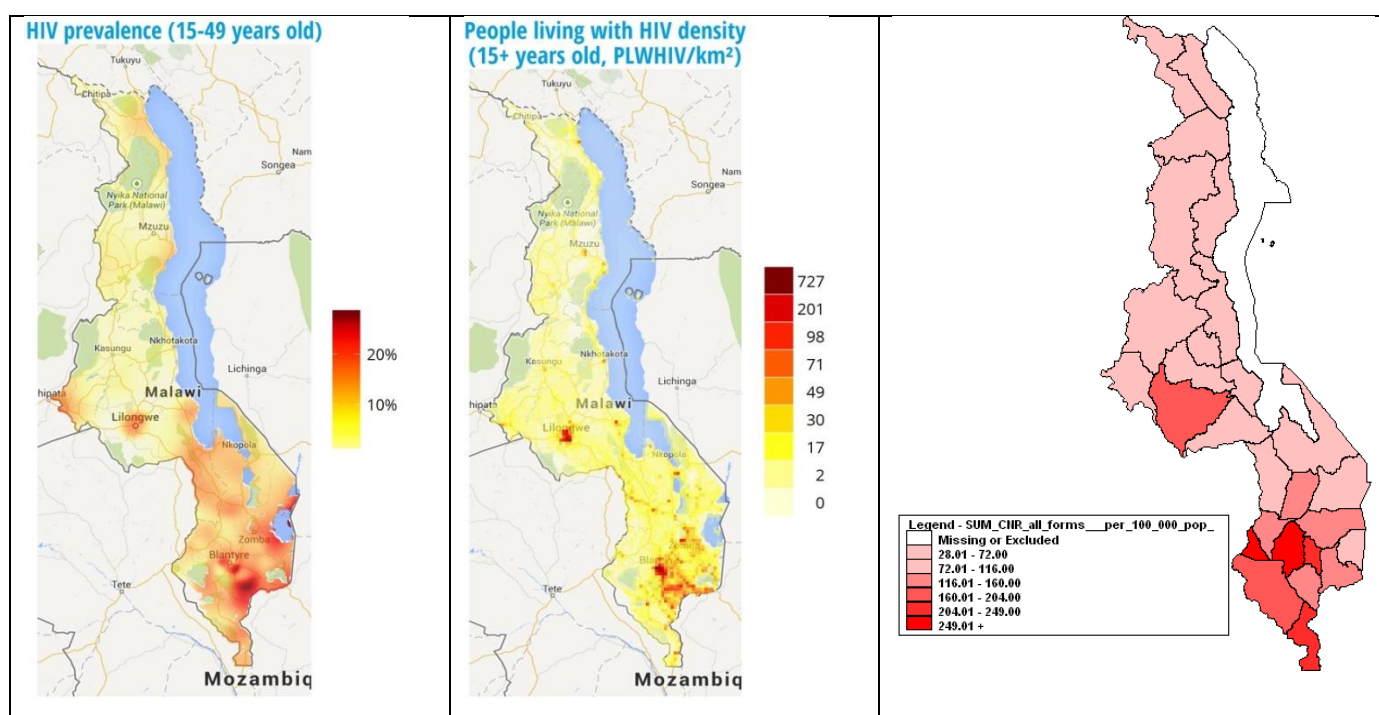 HIV prevalence (15-49 years old)
Tukuyu
Chitipa
Nam
Songea
Nyika National
Park (Malawi)
Mzuzu
Kasungu
Nkhotakota
Lichinga
hipata
Malawi
Lilongwe
Nkopola
Zomba
Blantyre
Tete
Mozambiq
20%
10%
People living with HIV density
(15+ years old, PLWHIV/km²)
Tukuyu
Chitipa
Nam
Songea
Nyika National
Park (Malawi)
Mzuzu
Kasungu
Nkhotakota
Lichinga
hipata
Malawi
Lilongwe
Nkopola
Zomba
Tete
Mozambiq
727
201
98
71
49
30
17
2
0
Legend - SUM_CNR_all_forms___per_100_000_pop_
Missing or Excluded
28.01 - 72.00
72.01 - 116.00
116.01 - 160.00
160.01 - 204.00
204.01 - 249.00
249.01 +